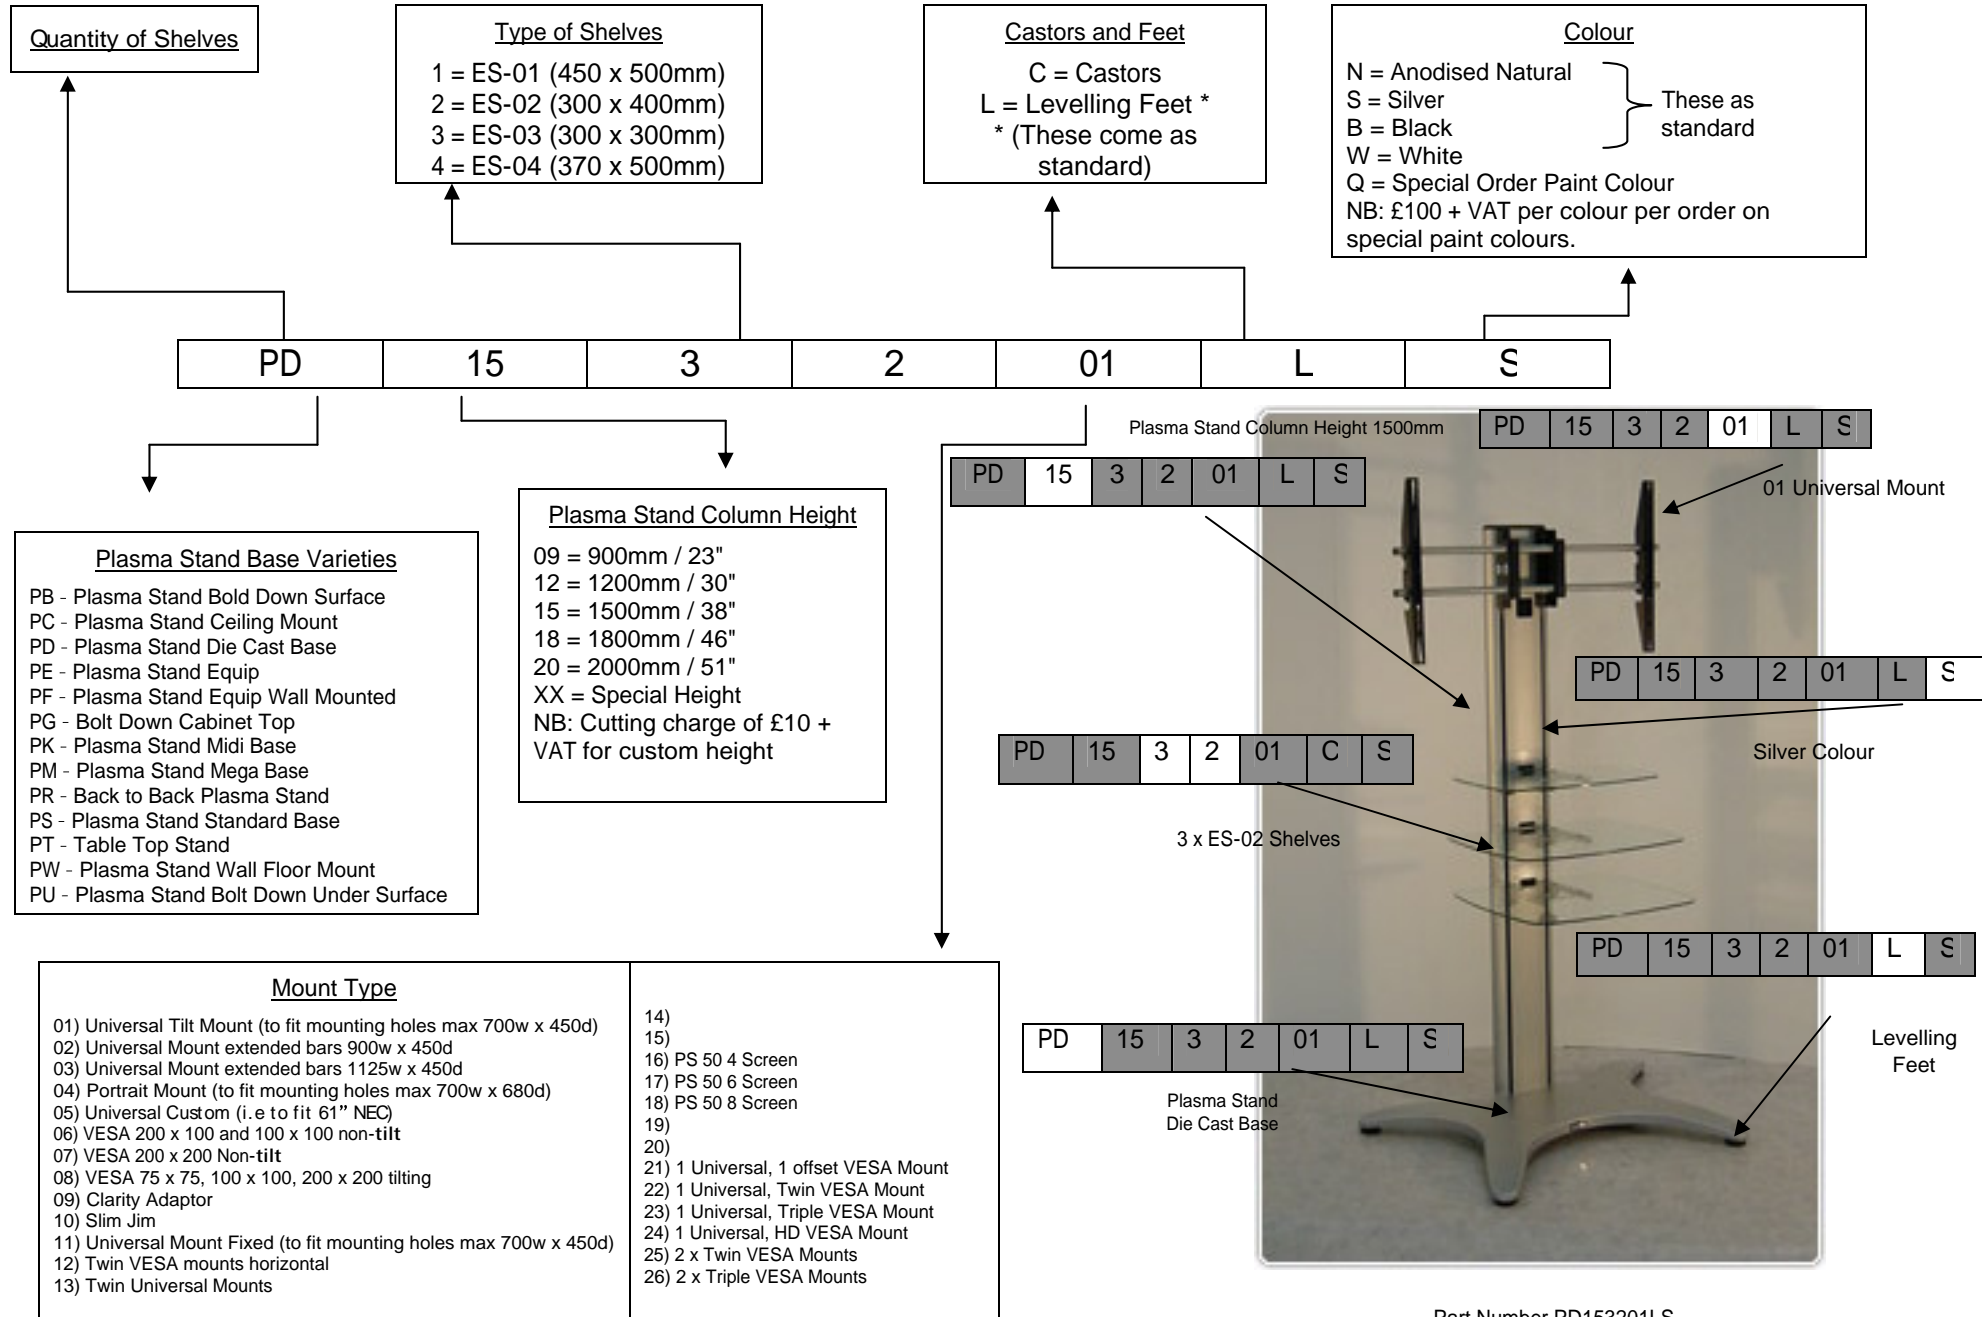 Quantity of Shelves
Type of Shelves
1 = ES-01 (450 x 500mm)
2 = ES-02 (300 x 400mm)
3 = ES-03 (300 x 300mm)
4 = ES-04 (370 x 500mm)
Castors and Feet
C = Castors
L = Levelling Feet *
* (These come as
standard)
Colour
N = Anodised Natural
S = Silver
B = Black
W = White
These as
standard
Q = Special Order Paint Colour
NB: £100 + VAT per colour per order on
special paint colours.
PD 15 3 2 01 L S
Plasma Stand Base Varieties
PB - Plasma Stand Bold Down Surface
PC - Plasma Stand Ceiling Mount
PD - Plasma Stand Die Cast Base
PE - Plasma Stand Equip
PF - Plasma Stand Equip Wall Mounted
PG - Bolt Down Cabinet Top
PK - Plasma Stand Midi Base
PM - Plasma Stand Mega Base
PR - Back to Back Plasma Stand
PS - Plasma Stand Standard Base
PT - Table Top Stand
PW - Plasma Stand Wall Floor Mount
PU - Plasma Stand Bolt Down Under Surface
Plasma Stand Column Height
09 = 900mm / 23"
12 = 1200mm / 30"
15 = 1500mm / 38"
18 = 1800mm / 46"
20 = 2000mm / 51"
XX = Special Height
NB: Cutting charge of £10 +
VAT for custom height
Plasma Stand Column Height 1500mm
PD 15 3 2 01 L S
PD 15 3 2 01 L S
01 Universal Mount
PD 15 3 2 01 L S
Silver Colour
PD 15 3 2 01 C S
3 x ES-02 Shelves
PD 15 3 2 01 L S
Levelling
Feet
PD 15 3 2 01 L S
Plasma Stand
Die Cast Base
Mount Type
01) Universal Tilt Mount (to fit mounting holes max 700w x 450d)
02) Universal Mount extended bars 900w x 450d
03) Universal Mount extended bars 1125w x 450d
04) Portrait Mount (to fit mounting holes max 700w x 680d)
05) Universal Custom (i.e to fit 61” NEC)
06) VESA 200 x 100 and 100 x 100 non-tilt
07) VESA 200 x 200 Non-tilt
08) VESA 75 x 75, 100 x 100, 200 x 200 tilting
09) Clarity Adaptor
10) Slim Jim
11) Universal Mount Fixed (to fit mounting holes max 700w x 450d)
12) Twin VESA mounts horizontal
13) Twin Universal Mounts
14)
15)
16) PS 50 4 Screen
17) PS 50 6 Screen
18) PS 50 8 Screen
19)
20)
21) 1 Universal, 1 offset VESA Mount
22) 1 Universal, Twin VESA Mount
23) 1 Universal, Triple VESA Mount
24) 1 Universal, HD VESA Mount
25) 2 x Twin VESA Mounts
26) 2 x Triple VESA Mounts
Part Number PD153201LS